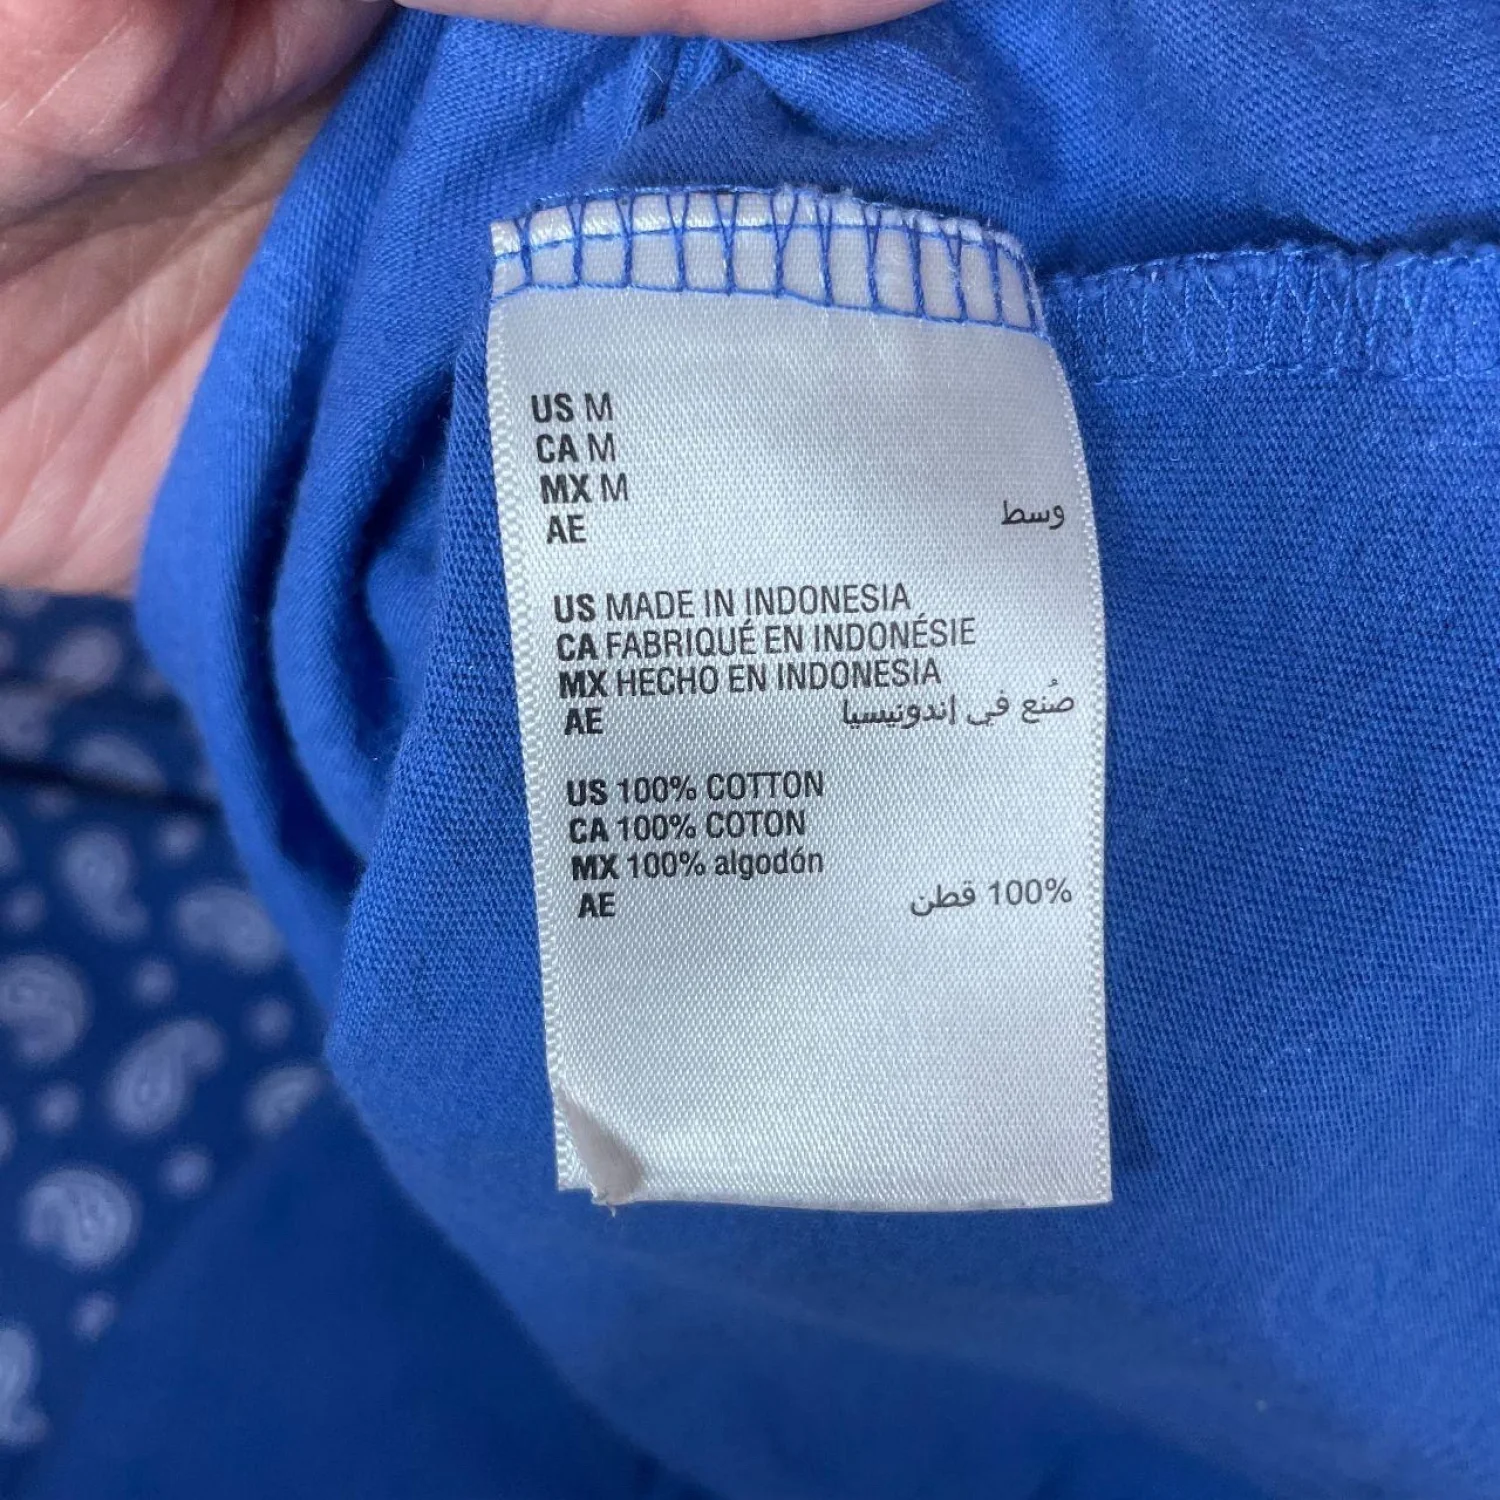 US M
CA M
MX M
AE وسط
US MADE IN INDONESIA
CA FABRIQUÉ EN INDONÉSIE
MX HECHO EN INDONESIA
AE صُنع في إندونيسيا
US 100% COTTON
CA 100% COTON
MX 100% algodón
AE 100% قطن